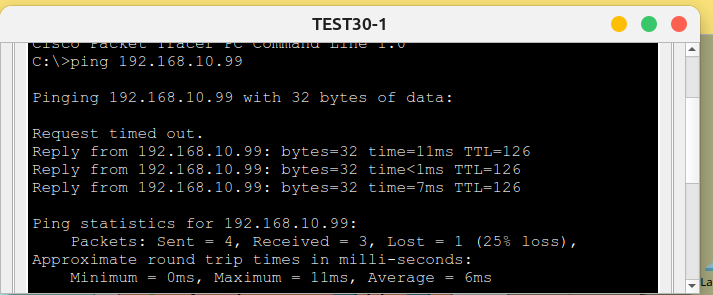 TEST30-1
Cisco Packet Tracer PC Command Line 1.0
C:\>ping 192.168.10.99
Pinging 192.168.10.99 with 32 bytes of data:
Request timed out.
Reply from 192.168.10.99: bytes=32 time=11ms TTL=126
Reply from 192.168.10.99: bytes=32 time<1ms TTL=126
Reply from 192.168.10.99: bytes=32 time=7ms TTL=126
Ping statistics for 192.168.10.99:
Packets: Sent = 4, Received = 3, Lost = 1 (25% loss),
Approximate round trip times in milli-seconds:
Minimum = 0ms, Maximum = 11ms, Average = 6ms
La